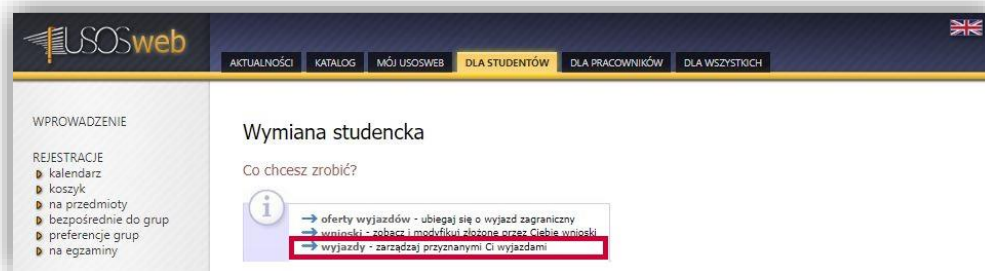 USOSweb
AKTUALNOŚCI KATALOG MÓJ USOSWEB DLA STUDENTÓW DLA PRACOWNIKÓW DLA WSZYSTKICH
WPROWADZENIE
REJESTRACJE
kalendarz
koszyk
na przedmioty
bezpośrednie do grup
preferencje grup
na egzaminy
Wymiana studencka
Co chcesz zrobić?
i
→ oferty wyjazdów - ubiegaj się o wyjazd zagraniczny
→ wnioski - zobacz i modyfikuj złożone przez Ciebie wnioski
→ wyjazdy - zarządzaj przyznanymi Ci wyjazdami